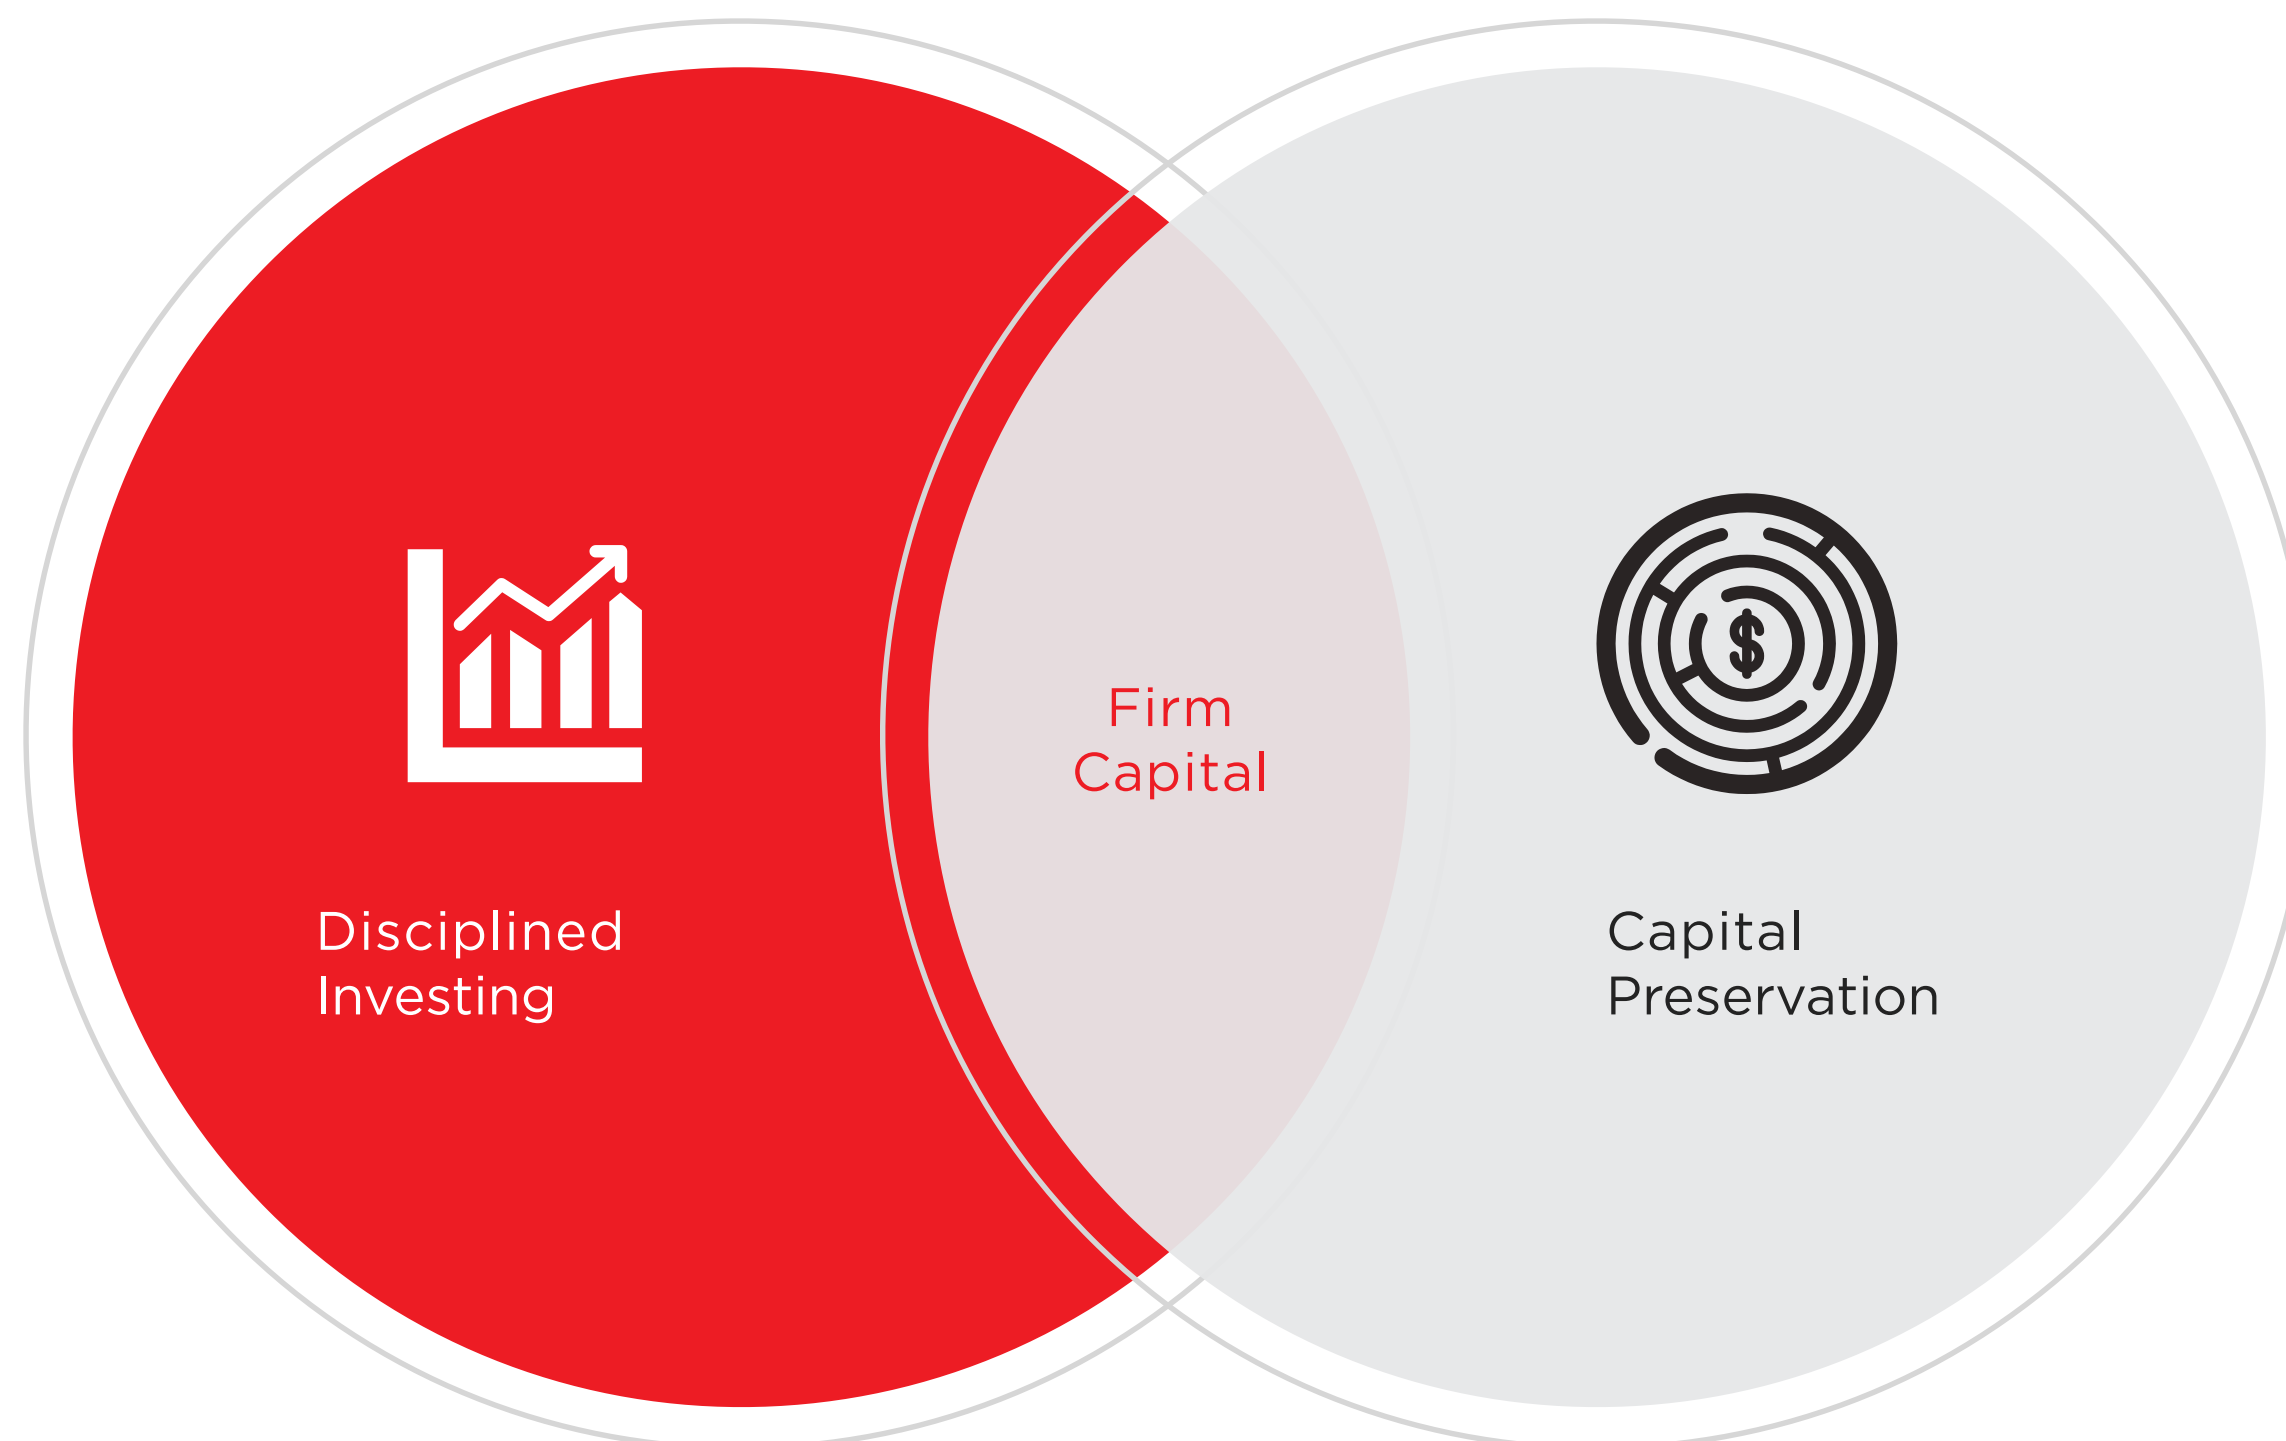 Disciplined
Investing
Firm
Capital
$
Capital
Preservation